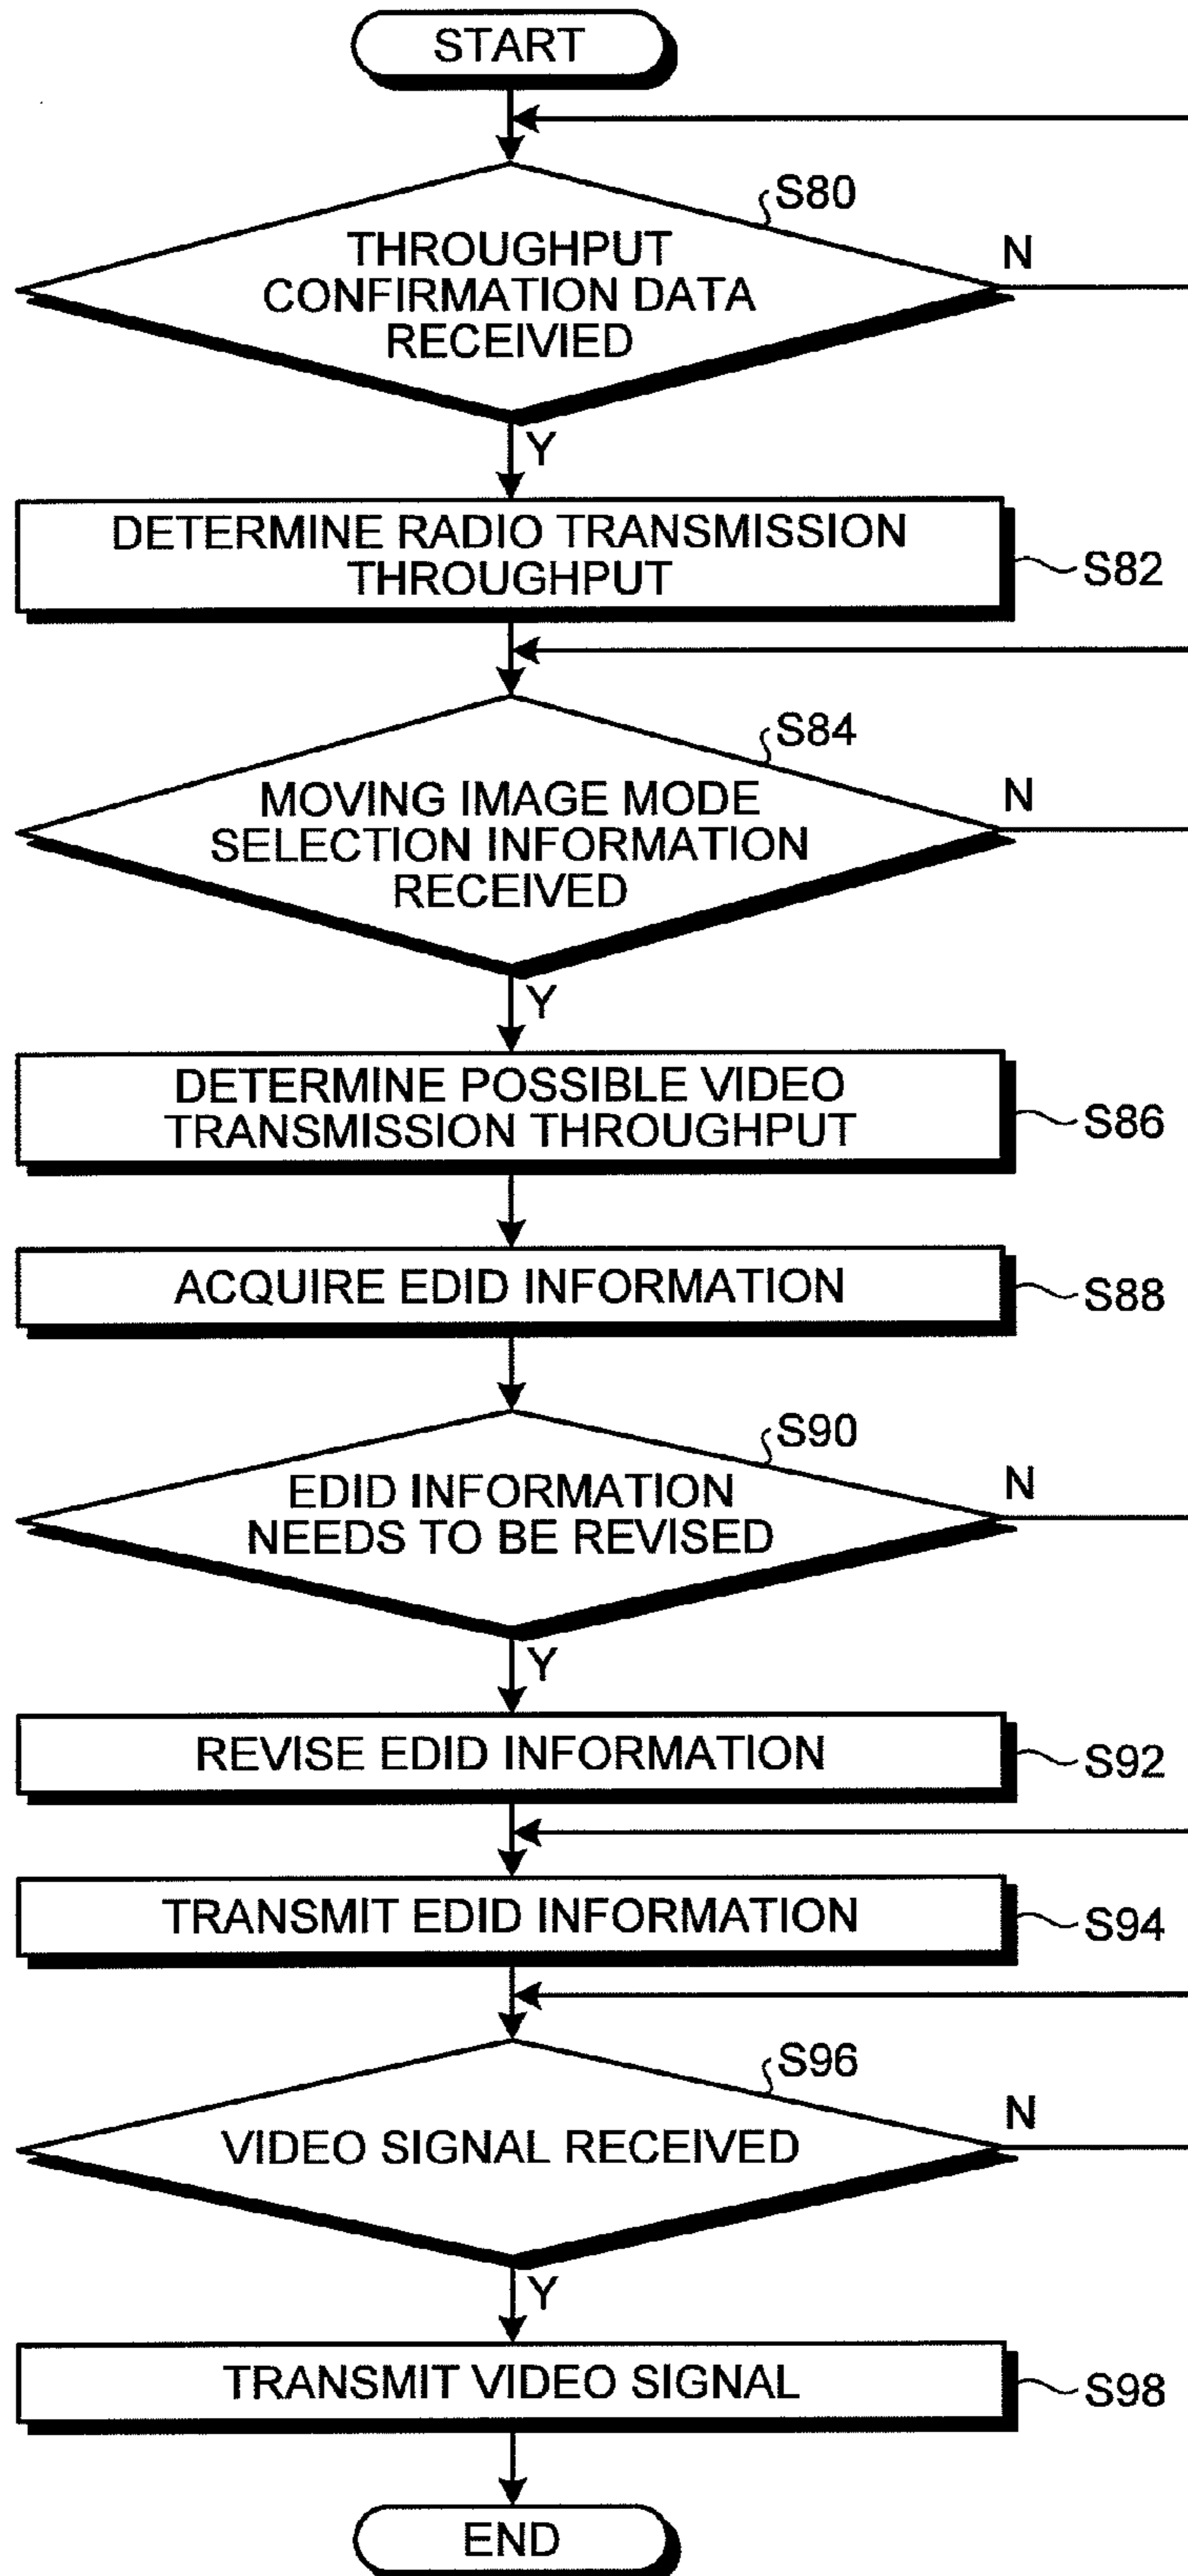 START
S80
THROUGHPUT
CONFIRMATION DATA
RECEIVIED
N
Y
DETERMINE RADIO TRANSMISSION
THROUGHPUT
S82
S84
MOVING IMAGE MODE
SELECTION INFORMATION
RECEIVED
N
Y
DETERMINE POSSIBLE VIDEO
TRANSMISSION THROUGHPUT
S86
ACQUIRE EDID INFORMATION
S88
S90
EDID INFORMATION
NEEDS TO BE REVISED
N
Y
REVISE EDID INFORMATION
S92
TRANSMIT EDID INFORMATION
S94
S96
VIDEO SIGNAL RECEIVED
N
Y
TRANSMIT VIDEO SIGNAL
S98
END